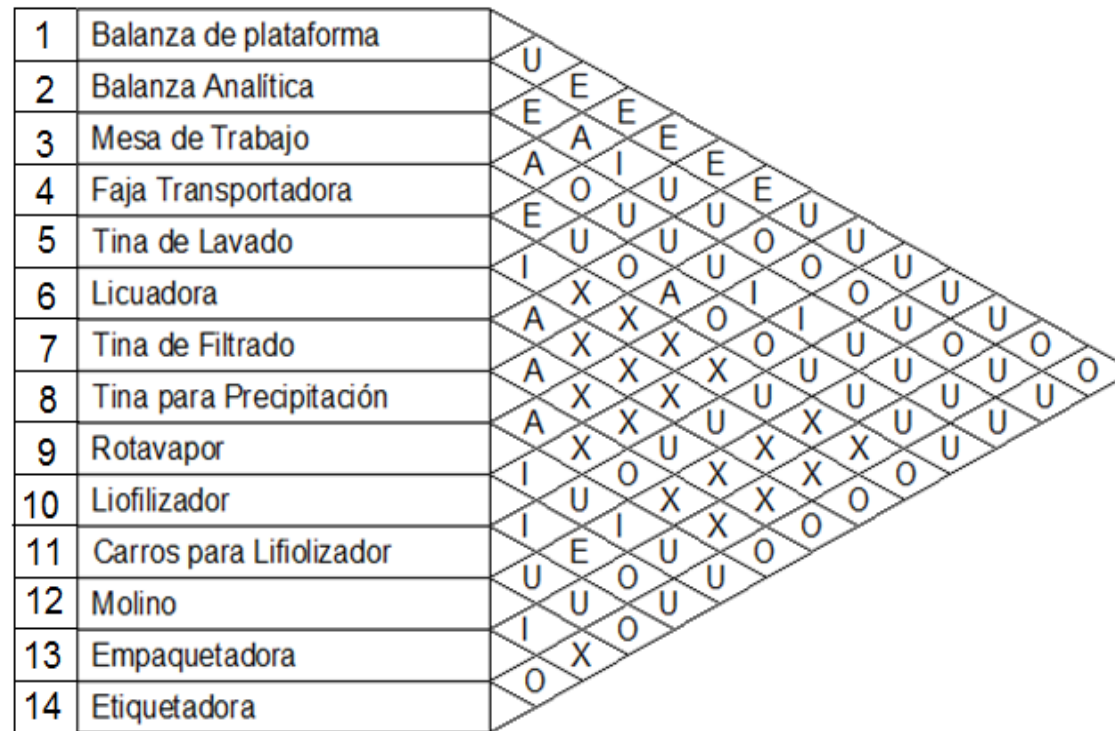 1 Balanza de plataforma
U
2 Balanza Analítica E
E E
3 Mesa de Trabajo A E
A I E
4 Faja Transportadora O U E
E U U U
5 Tina de Lavado U U O U
I O U O U
6 Licuadora X A I O U
A X O I U U
7 Tina de Filtrado X X O U O O
A X X U U U O
8 Tina para Precipitación X X U U U U
A X U X U U
9 Rotavapor X U X X U
I O X X O
10 Liofilizador U X X O
I I X O
11 Carros para Lifiolizador E U O
U O U
12 Molino U U
I O
13 Empaquetadora X
O
14 Etiquetadora